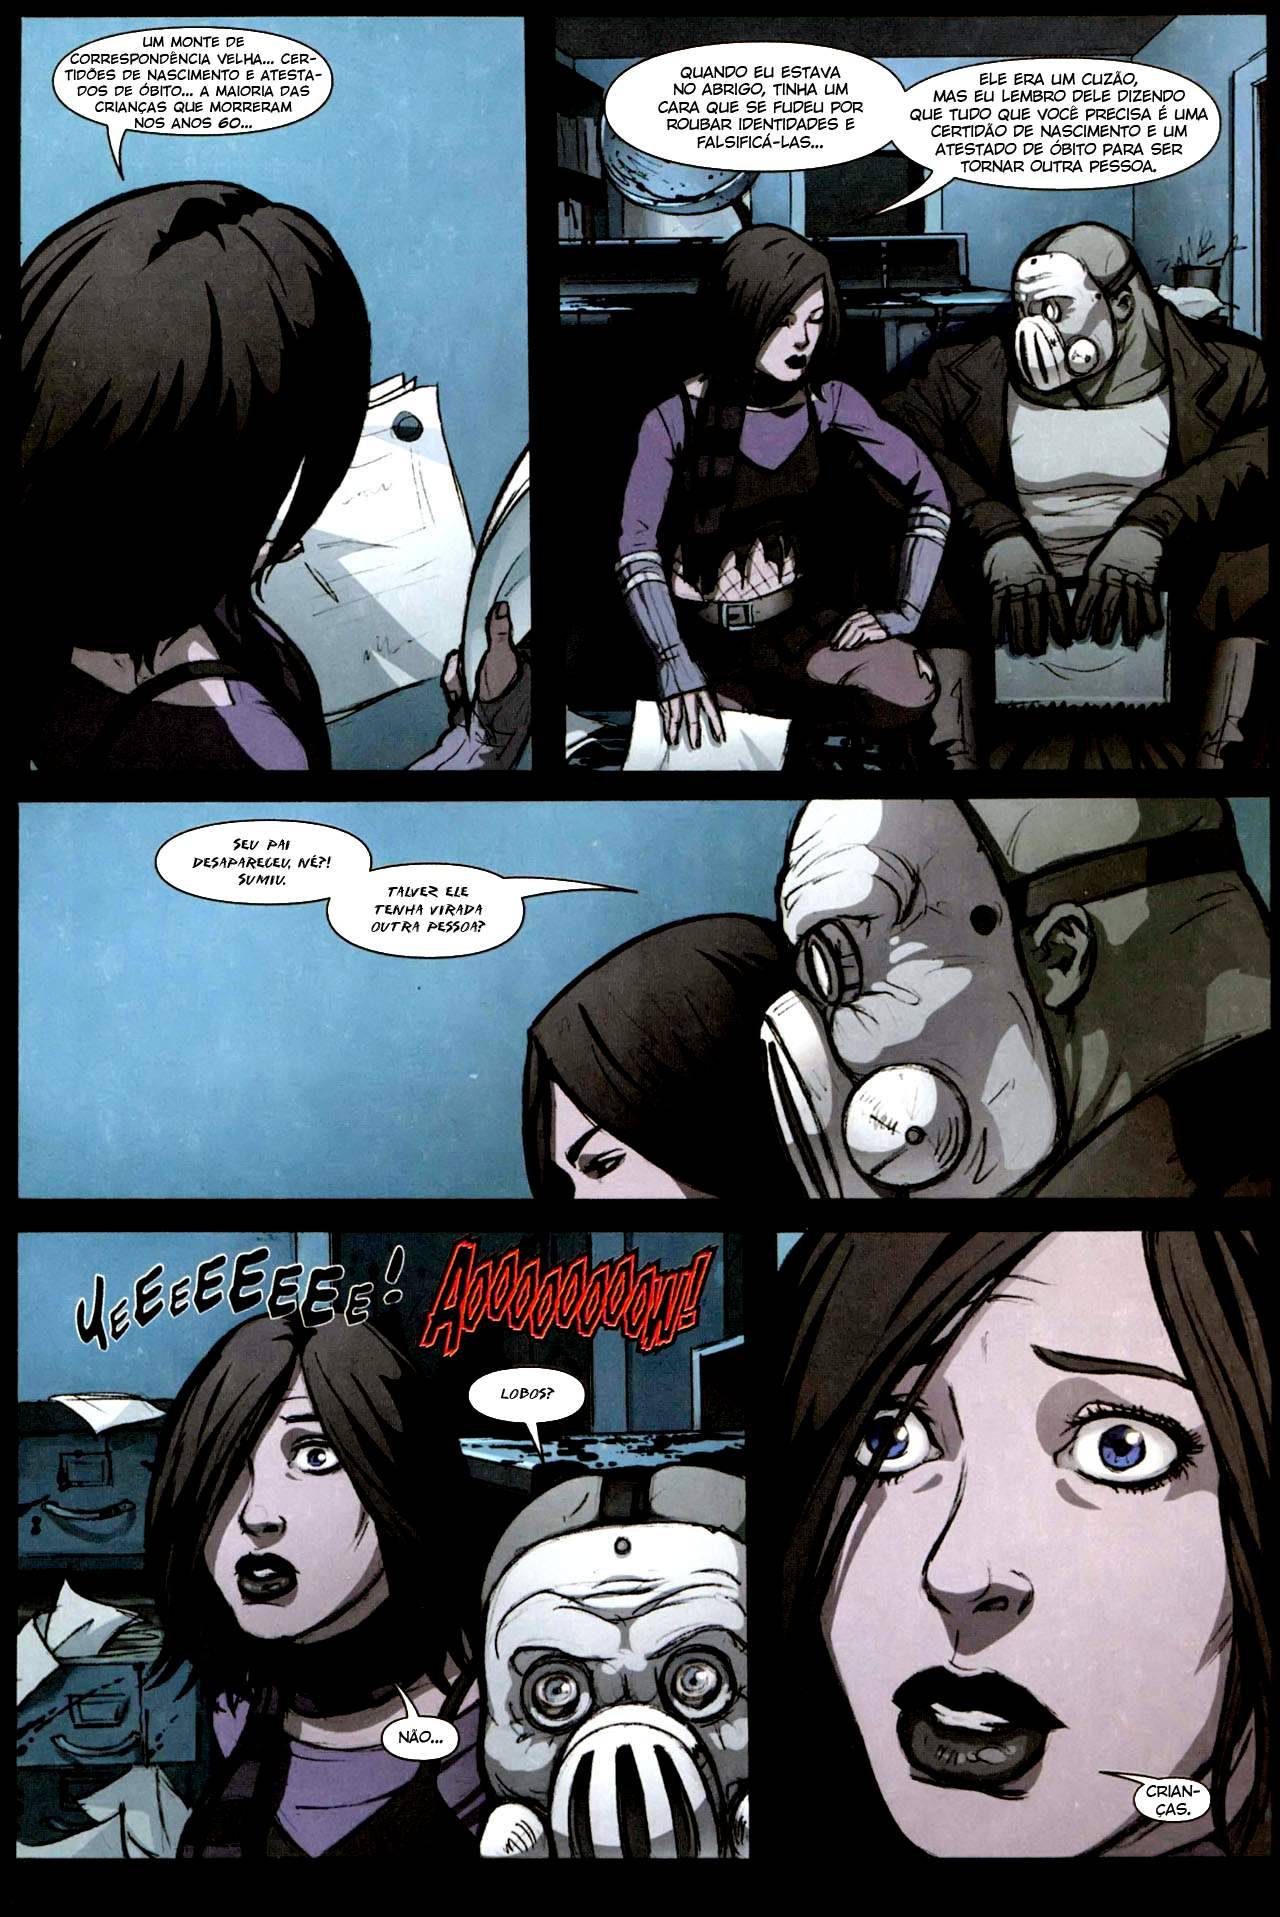 UM MONTE DE
CORRESPONDÊNCIA VELHA... CER-
TIDÕES DE NASCIMENTO E ATESTA-
DOS DE ÓBITO... A MAIORIA DAS
CRIANÇAS QUE MORRERAM
NOS ANOS 60...
QUANDO EU ESTAVA
NO ABRIGO, TINHA UM
CARA QUE SE FUDEU POR
ROUBAR IDENTIDADES E
FALSIFICÁ-LAS...
ELE ERA UM CUZÃO,
MAS EU LEMBRO DELE DIZENDO
QUE TUDO QUE VOCÊ PRECISA É UMA
CERTIDÃO DE NASCIMENTO E UM
ATESTADO DE ÓBITO PARA SER
TORNAR OUTRA PESSOA.
SEU PAI
DESAPARECEU, NÉ?!
SUMIU.
TALVEZ ELE
TENHA VIRADA
OUTRA PESSOA?
UEEEEEEEEE!
AOOOOOOOOW!
LOBOS?
NÃO...
CRIAN-
ÇAS.